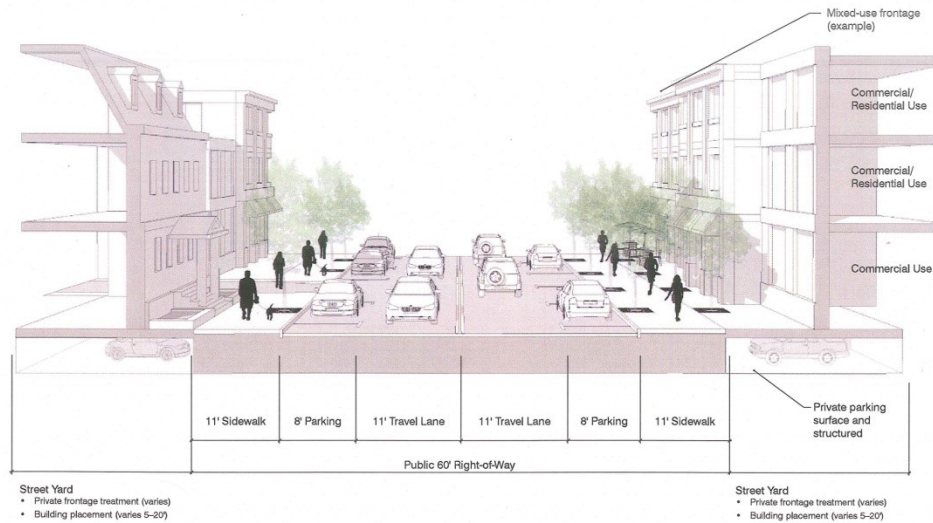 Mixed-use frontage
(example)
Commercial/
Residential Use
Commercial/
Residential Use
Commercial Use
Private parking
surface and
structured
11' Sidewalk
8' Parking
11' Travel Lane
11' Travel Lane
8' Parking
11' Sidewalk
Public 60' Right-of-Way
Street Yard
• Private frontage treatment (varies)
• Building placement (varies 5–20')
Street Yard
• Private frontage treatment (varies)
• Building placement (varies 5–20')